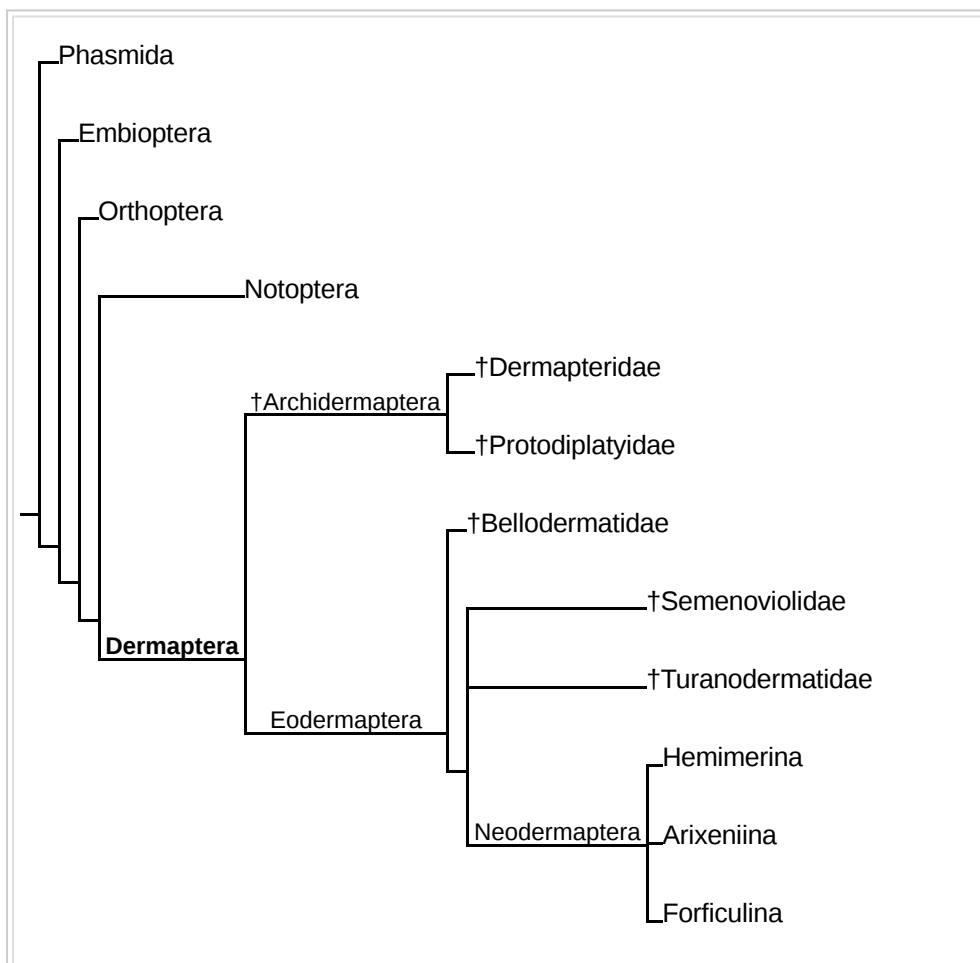 Phasmida
Embioptera
Orthoptera
Notoptera
†Dermapteridae
†Archidermaptera
†Protodiplatyidae
†Bellodermatidae
†Semenoviolidae
Dermaptera
†Turanodermatidae
Eodermaptera
Hemimerina
Neodermaptera
Arixeniina
Forficulina